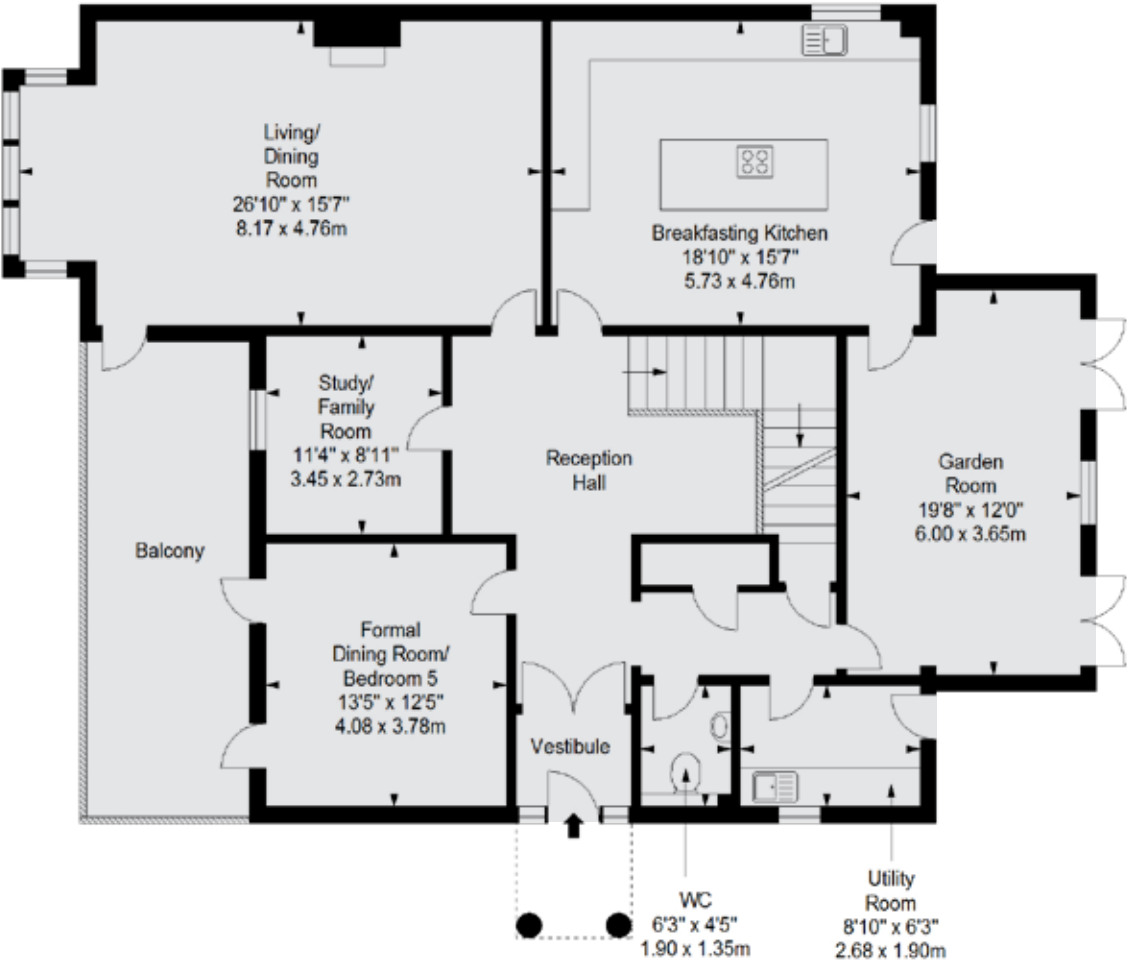 Living/
Dining
Room
26'10" x 15'7"
8.17 x 4.76m
Breakfasting Kitchen
18'10" x 15'7"
5.73 x 4.76m
Study/
Family
Room
11'4" x 8'11"
3.45 x 2.73m
Reception
Hall
Garden
Room
19'8" x 12'0"
6.00 x 3.65m
Balcony
Formal
Dining Room/
Bedroom 5
13'5" x 12'5"
4.08 x 3.78m
Vestibule
WC
6'3" x 4'5"
1.90 x 1.35m
Utility
Room
8'10" x 6'3"
2.68 x 1.90m